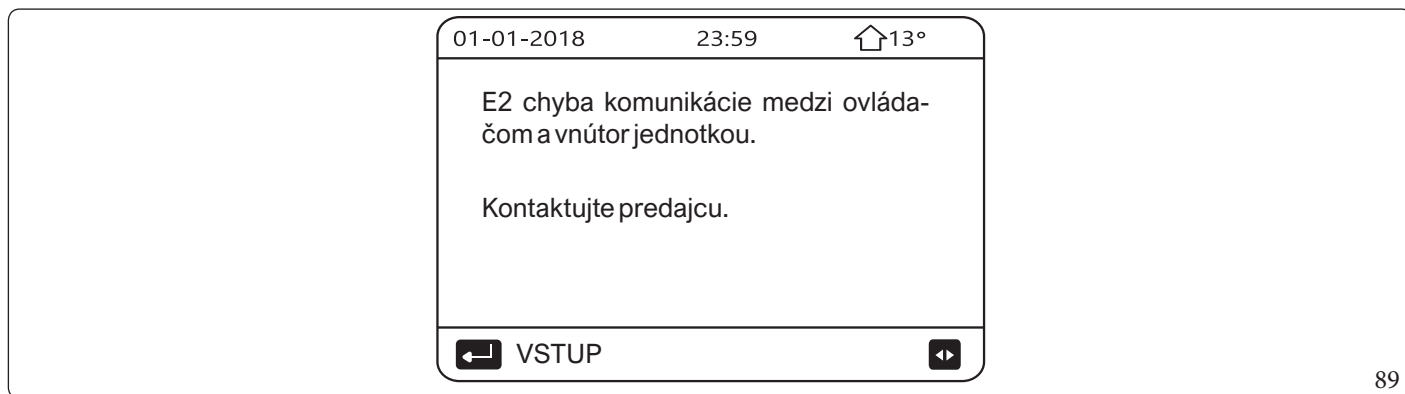 01-01-2018 23:59 13°
E2 chyba komunikácie medzi ovláda-
čom a vnútor jednotkou.
Kontaktujte predajcu.
VSTUP
89